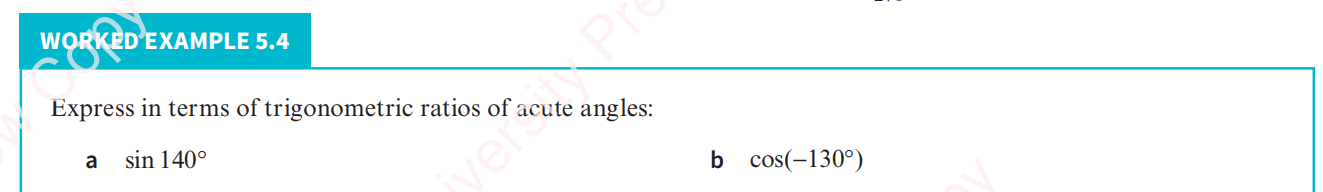 WORKED EXAMPLE 5.4
Express in terms of trigonometric ratios of acute angles:
a sin 140°
b cos(−130°)